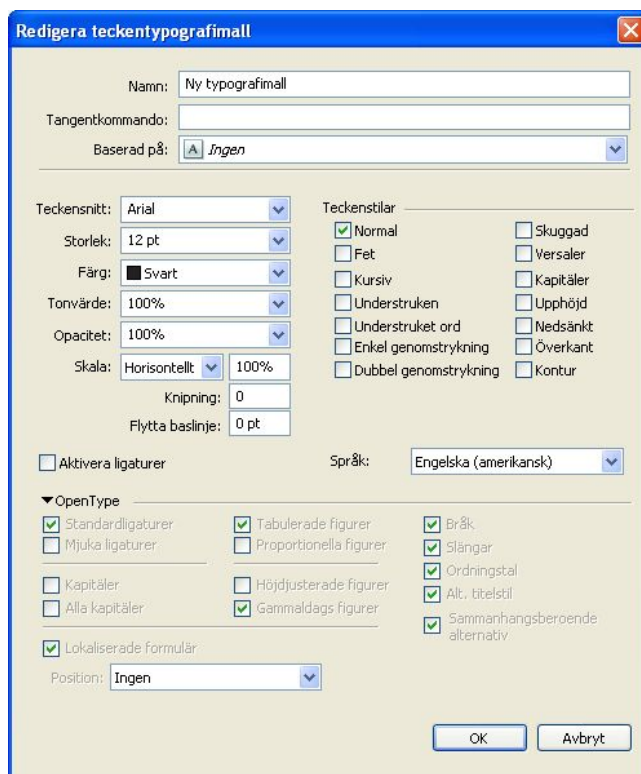 Redigera teckentypografimall
Namn: Ny typografimall
Tangentkommando:
Baserad på: A Ingen
Teckensnitt: Arial
Storlek: 12 pt
Färg: Svart
Tonvärde: 100%
Opacitet: 100%
Skala: Horisontellt 100%
Knipning: 0
Flytta baslinje: 0 pt
Teckenstilar
Normal Skuggad
Fet Versaler
Kursiv Kapitäler
Understruken Upphöjd
Understruket ord Nedsänkt
Enkel genomstrykning Överkant
Dubbel genomstrykning Kontur
Aktivera ligaturer
Språk: Engelska (amerikansk)
OpenType
Standardligaturer Tabulerade figurer Bråk
Mjuka ligaturer Proportionella figurer Slängar
Ordningstal
Kapitäler Höjdjusterade figurer
Alt. titelstil
Alla kapitäler Gammaldags figurer
Sammanhangsberoende
alternativ
Lokaliserade formulär
Position: Ingen
OK Avbryt